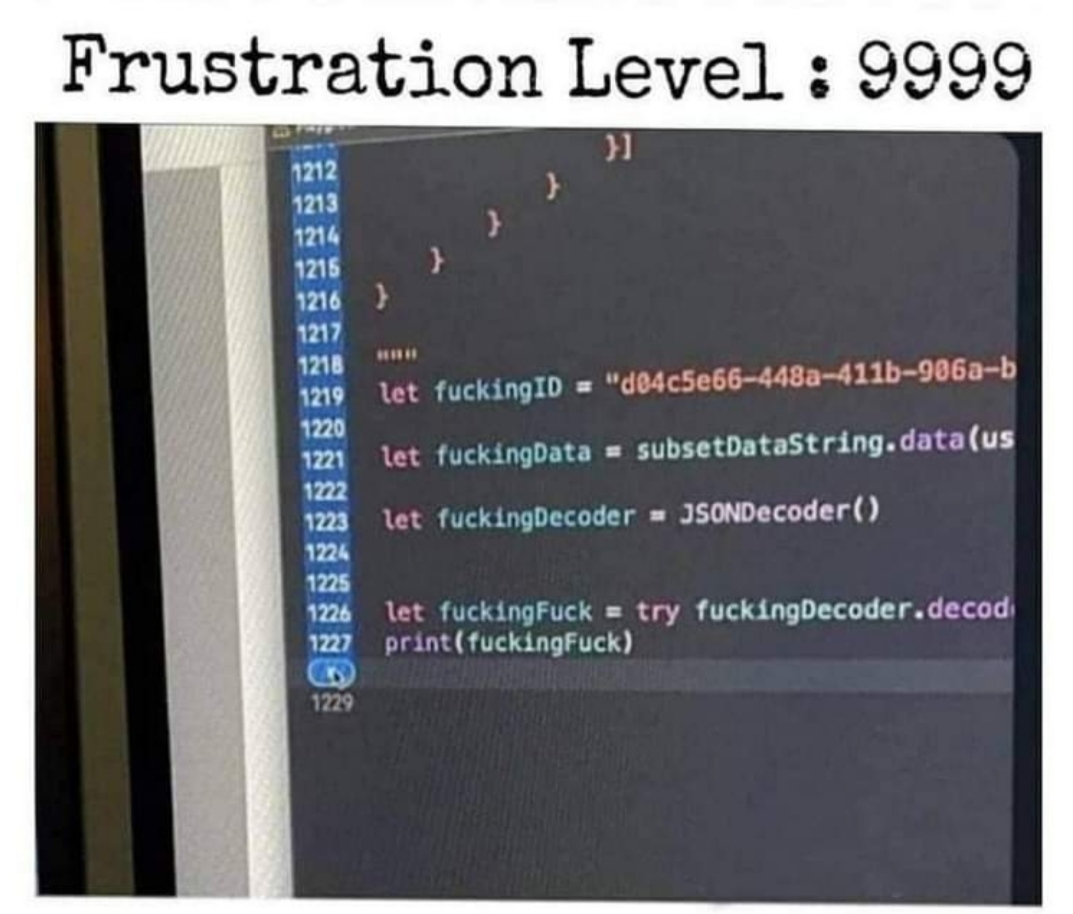 Frustration Level : 9999
1212 }]
1213 }
1214 }
1215 }
1216 }
1217
1218 """
1219 let fuckingID = "d04c5e66-448a-411b-906a-b
1220
1221 let fuckingData = subsetDataString.data(us
1222
1223 let fuckingDecoder = JSONDecoder()
1224
1225
1226 let fuckingFuck = try fuckingDecoder.decod
1227 print(fuckingFuck)
1229